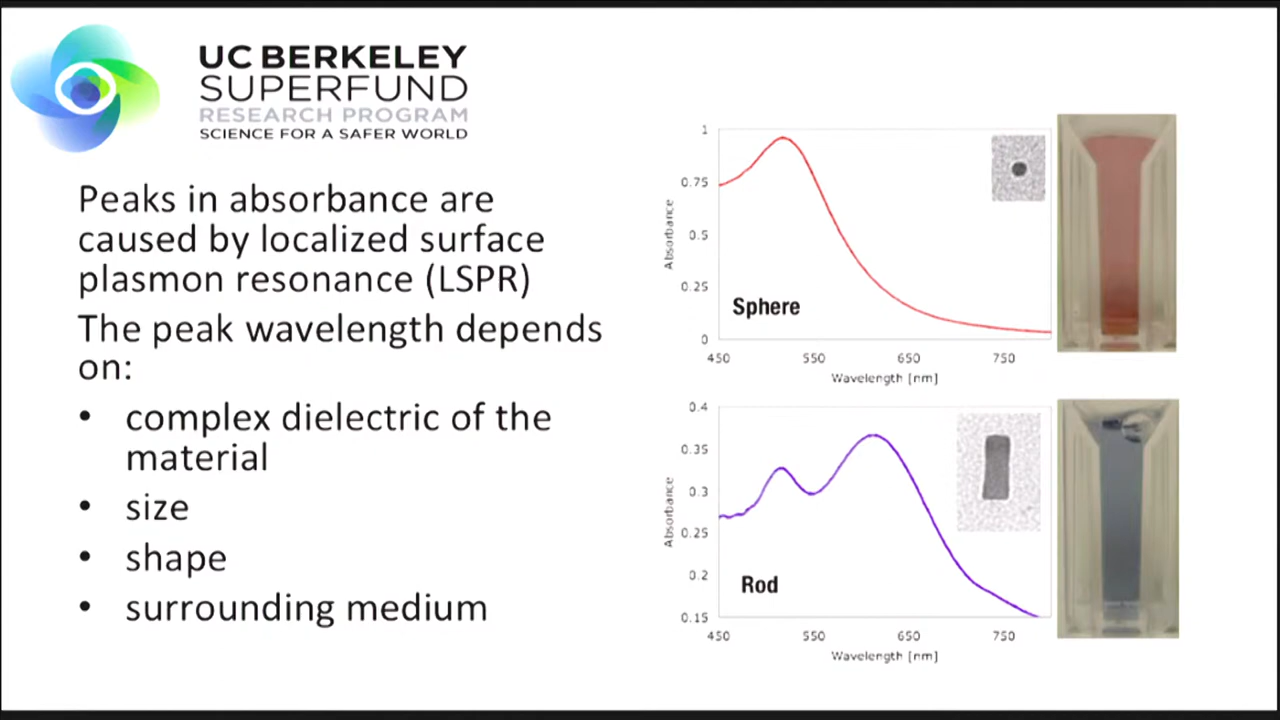 UC BERKELEY
SUPERFUND
RESEARCH PROGRAM
SCIENCE FOR A SAFER WORLD
Peaks in absorbance are
caused by localized surface
plasmon resonance (LSPR)
The peak wavelength depends
on:
• complex dielectric of the
material
• size
• shape
• surrounding medium
1
0.75
0.5
0.25
0
Absorbance
Sphere
450 550 650 750
Wavelength [nm]
0.4
0.35
0.3
0.25
0.2
0.15
Absorbance
Rod
450 550 650 750
Wavelength [nm]